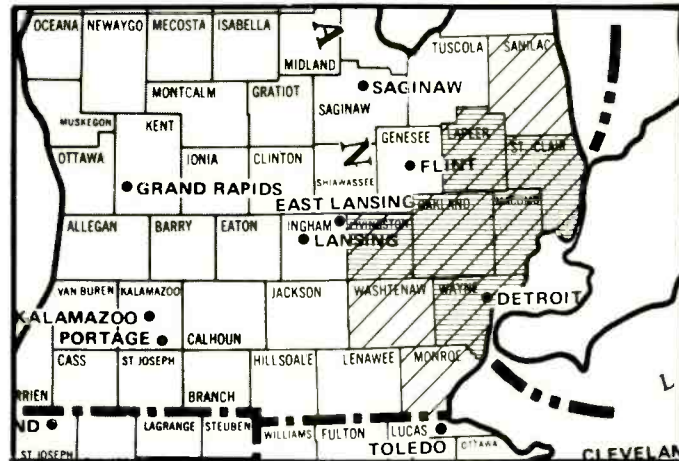 OCEANA NEWAYGO MECOSTA ISABELLA
A
MIDLAND
TUSCOLA
SANILAC
SAGINAW
MONTCALM
GRATIOT
SAGINAW
MUSKEGON
KENT
GENESEE
LAPEER
ST. CLAIR
OTTAWA
IONIA
CLINTON
N
SHIAWASSEE
FLINT
GRAND RAPIDS
EAST LANSING
OAKLAND
MACOMB
ALLEGAN
BARRY
EATON
INGHAM
LIVINGSTON
LANSING
VAN BUREN
KALAMAZOO
JACKSON
WASHTENAW
WAYNE
DETROIT
KALAMAZOO
PORTAGE
CALHOUN
CASS
ST JOSEPH
HILLSDALE
LENAWEE
MONROE
RRIEN
BRANCH
L
ND
LAGRANGE
STEUBEN
WILLIAMS
FULTON
LUCAS
TOLEDO
OTTAWA
ST JOSEPH
CLEVELAN